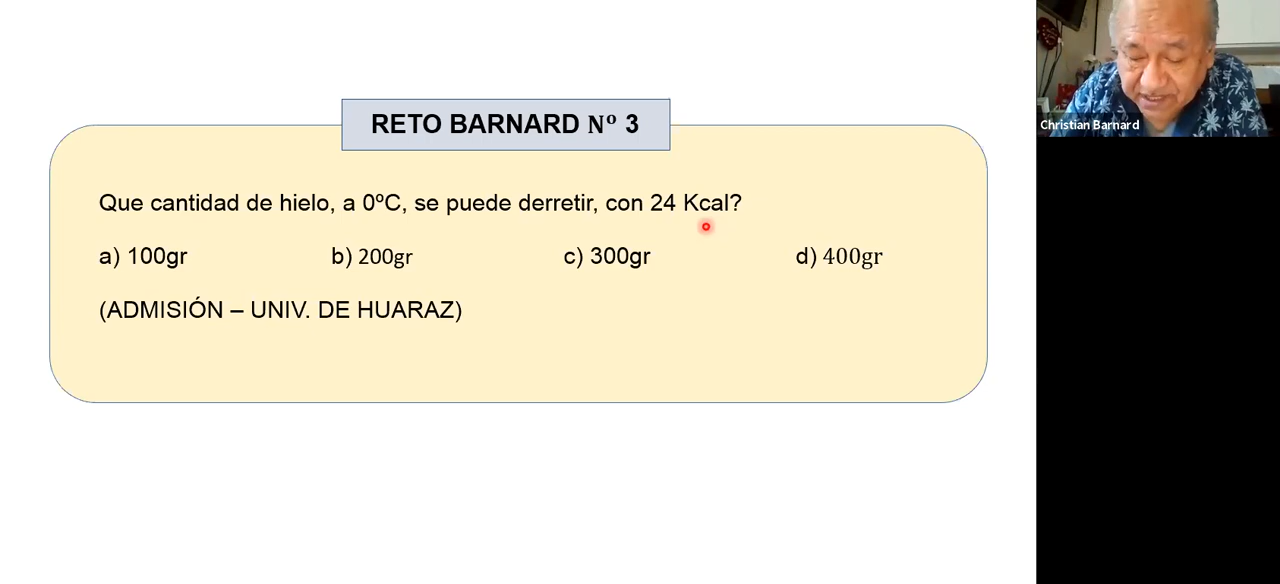 RETO BARNARD Nº 3
Que cantidad de hielo, a 0ºC, se puede derretir, con 24 Kcal?
a) 100gr b) 200gr c) 300gr d) 400gr
(ADMISIÓN – UNIV. DE HUARAZ)
Christian Barnard